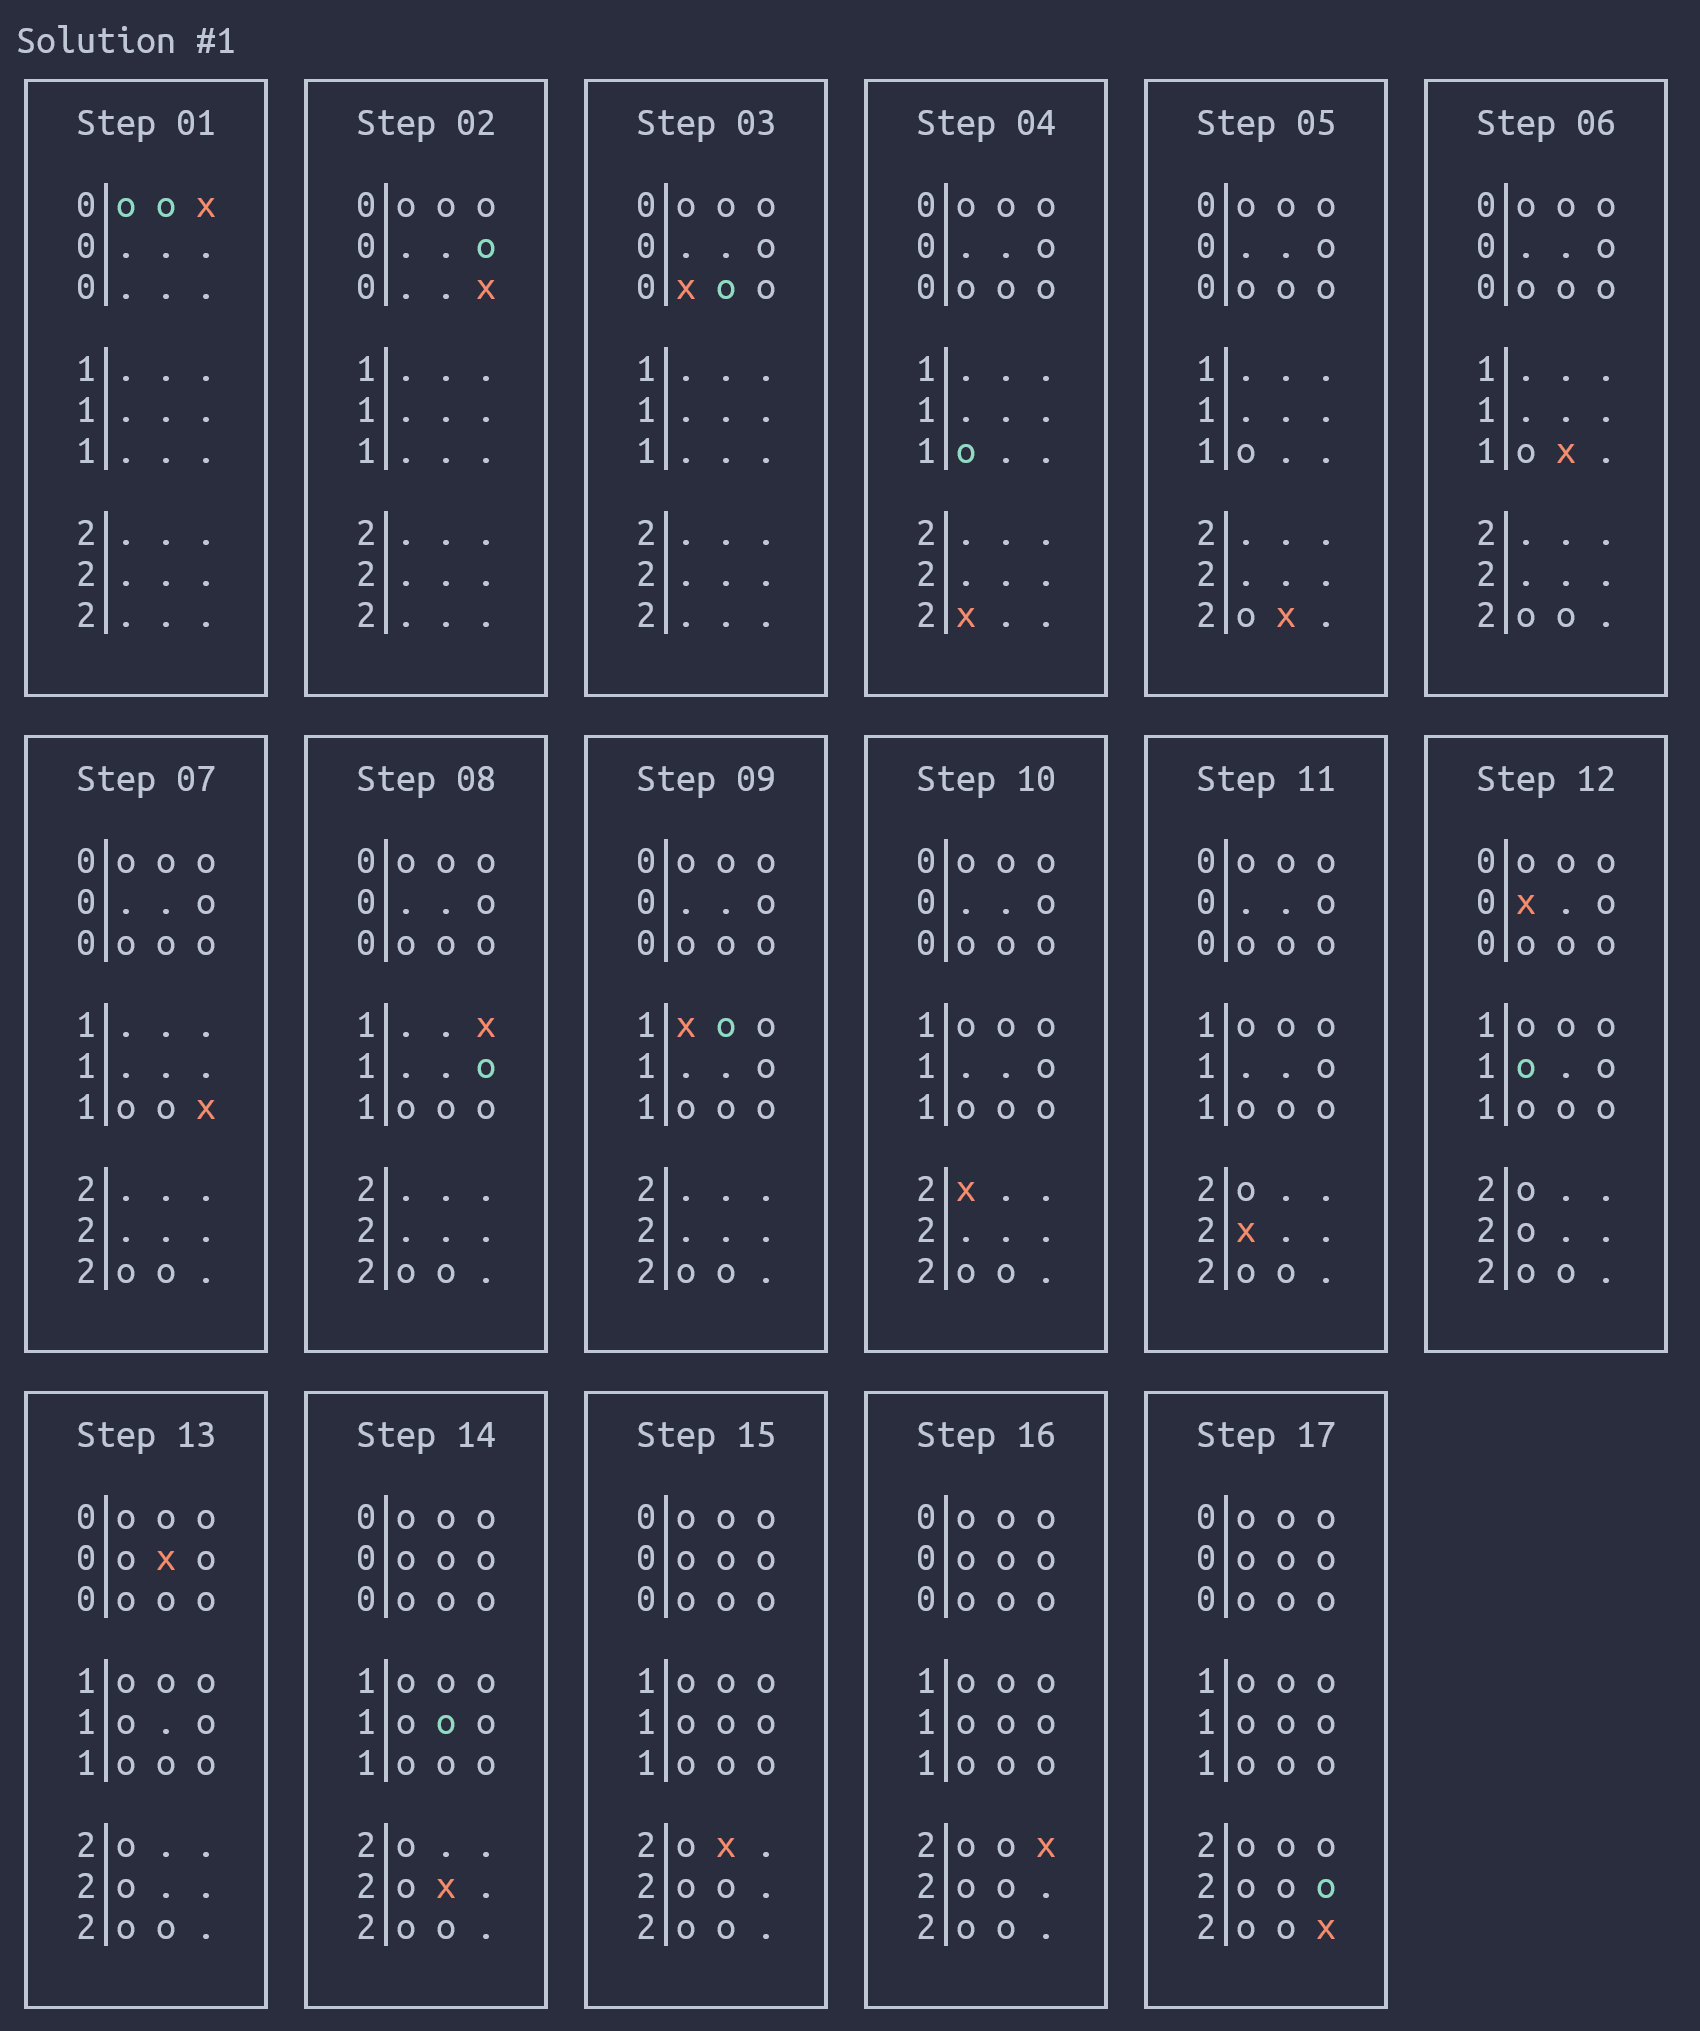 Solution #1
Step 01 Step 02 Step 03 Step 04 Step 05 Step 06
0|o o x 0|o o o 0|o o o 0|o o o 0|o o o 0|o o o
0|. . . 0|. . o 0|. . o 0|. . o 0|. . o 0|. . o
0|. . . 0|. . x 0|x o o 0|o o o 0|o o o 0|o o o
1|. . . 1|. . . 1|. . . 1|. . . 1|. . . 1|. . .
1|. . . 1|. . . 1|. . . 1|. . . 1|. . . 1|. . .
1|. . . 1|. . . 1|. . . 1|o . . 1|o . . 1|o x .
2|. . . 2|. . . 2|. . . 2|. . . 2|. . . 2|. . .
2|. . . 2|. . . 2|. . . 2|. . . 2|. . . 2|. . .
2|. . . 2|. . . 2|. . . 2|x . . 2|o x . 2|o o .
Step 07 Step 08 Step 09 Step 10 Step 11 Step 12
0|o o o 0|o o o 0|o o o 0|o o o 0|o o o 0|o o o
0|. . o 0|. . o 0|. . o 0|. . o 0|. . o 0|x . o
0|o o o 0|o o o 0|o o o 0|o o o 0|o o o 0|o o o
1|. . . 1|. . x 1|x o o 1|o o o 1|o o o 1|o o o
1|. . . 1|. . o 1|. . o 1|. . o 1|. . o 1|o . o
1|o o x 1|o o o 1|o o o 1|o o o 1|o o o 1|o o o
2|. . . 2|. . . 2|. . . 2|x . . 2|o . . 2|o . .
2|. . . 2|. . . 2|. . . 2|. . . 2|x . . 2|o . .
2|o o . 2|o o . 2|o o . 2|o o . 2|o o . 2|o o .
Step 13 Step 14 Step 15 Step 16 Step 17
0|o o o 0|o o o 0|o o o 0|o o o 0|o o o
0|o x o 0|o o o 0|o o o 0|o o o 0|o o o
0|o o o 0|o o o 0|o o o 0|o o o 0|o o o
1|o o o 1|o o o 1|o o o 1|o o o 1|o o o
1|o . o 1|o o o 1|o o o 1|o o o 1|o o o
1|o o o 1|o o o 1|o o o 1|o o o 1|o o o
2|o . . 2|o . . 2|o x . 2|o o x 2|o o o
2|o . . 2|o x . 2|o o . 2|o o . 2|o o o
2|o o . 2|o o . 2|o o . 2|o o . 2|o o x